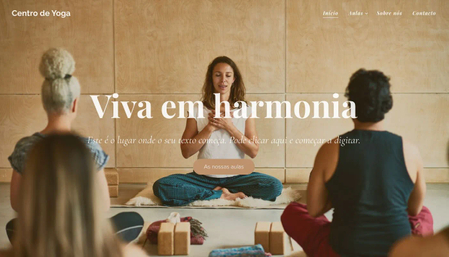 Centro de Yoga
Início Aulas Sobre nós Contacto
Viva em harmonia
Este é o lugar onde o seu texto começa. Pode clicar aqui e começar a digitar.
As nossas aulas